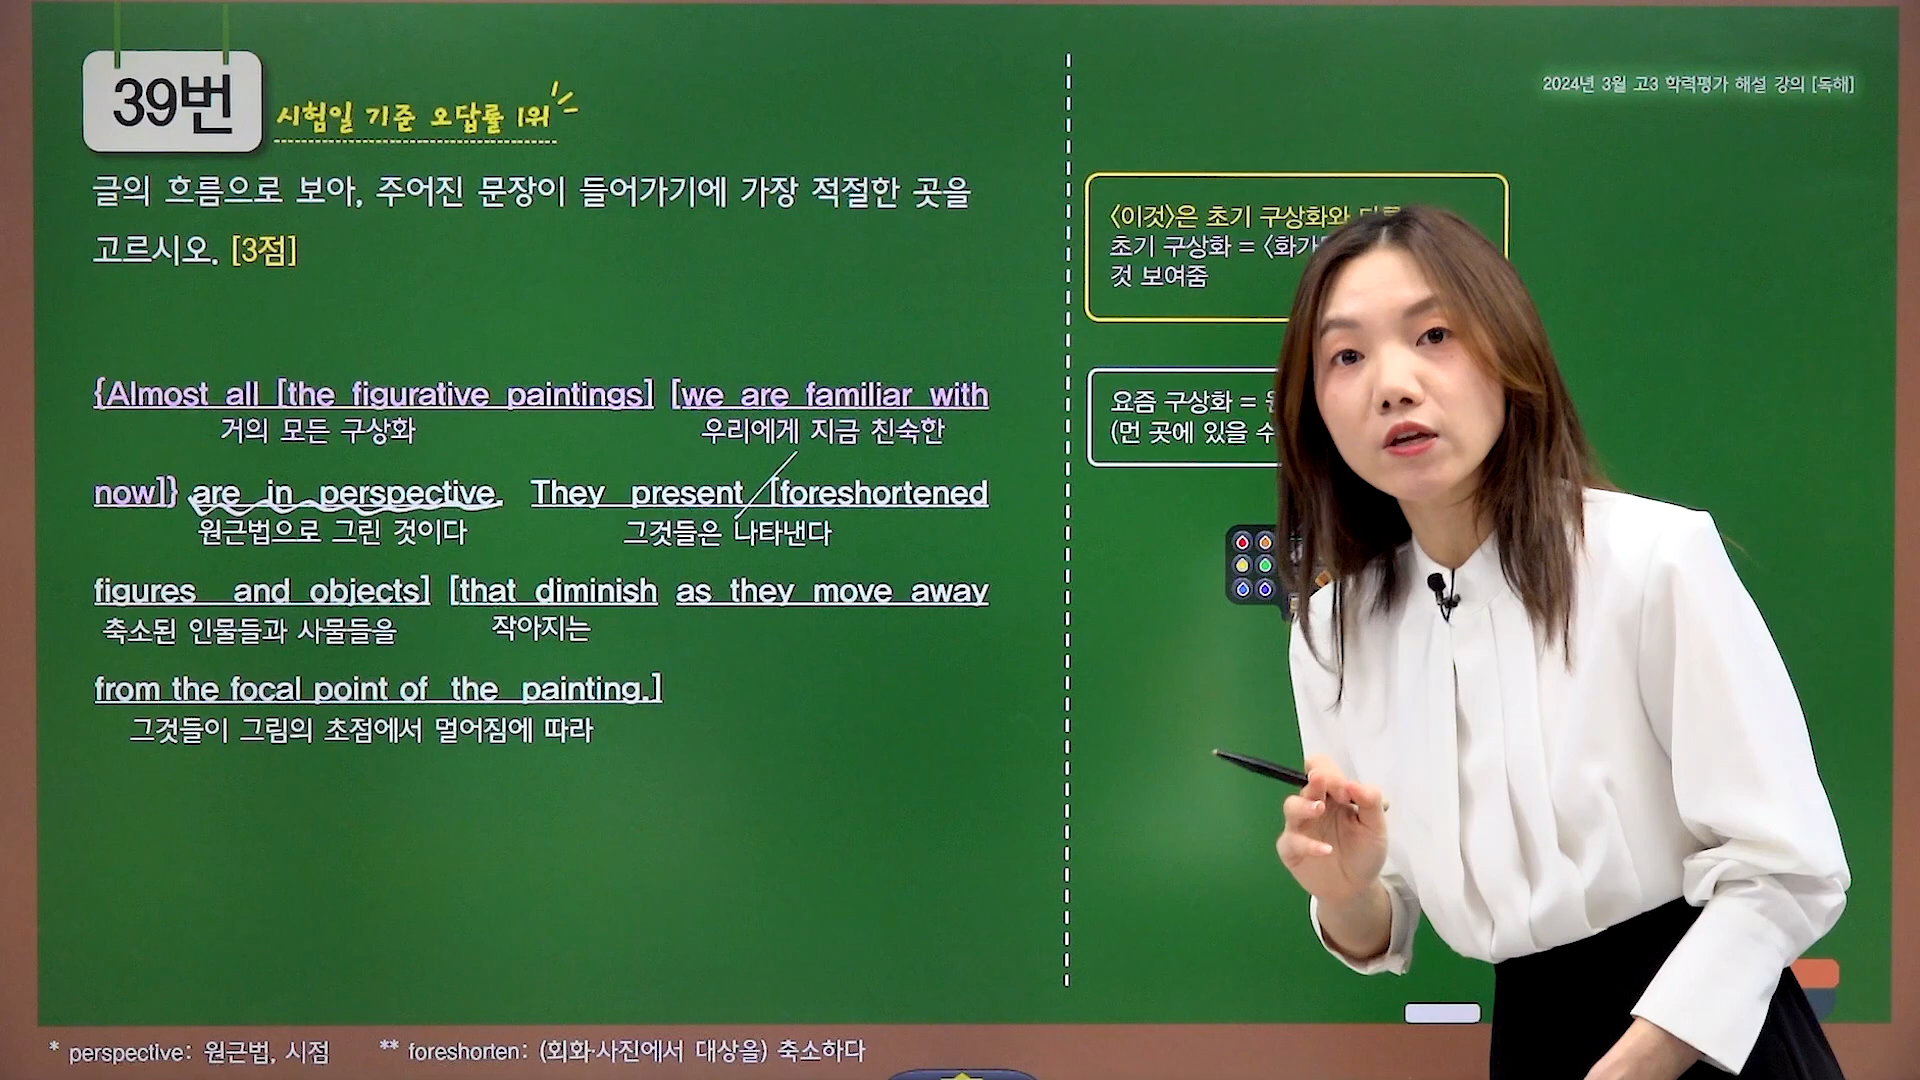 39번
시험일 기준 오답률 1위
2024년 3월 고3 학력평가 해설 강의 [독해]
글의 흐름으로 보아, 주어진 문장이 들어가기에 가장 적절한 곳을
고르시오. [3점]
{Almost all [the figurative paintings] [we are familiar with
거의 모든 구상화 우리에게 지금 친숙한
now]} are in perspective. They present [foreshortened
원근법으로 그린 것이다 그것들은 나타낸다
figures and objects] [that diminish as they move away
축소된 인물들과 사물들을 작아지는
from the focal point of the painting.]
그것들이 그림의 초점에서 멀어짐에 따라
<이것>은 초기 구상화와
초기 구상화 =
것 보여줌
요즘 구상화 =
(먼 곳에 있을
* perspective: 원근법, 시점 ** foreshorten: (회화·사진에서 대상을) 축소하다